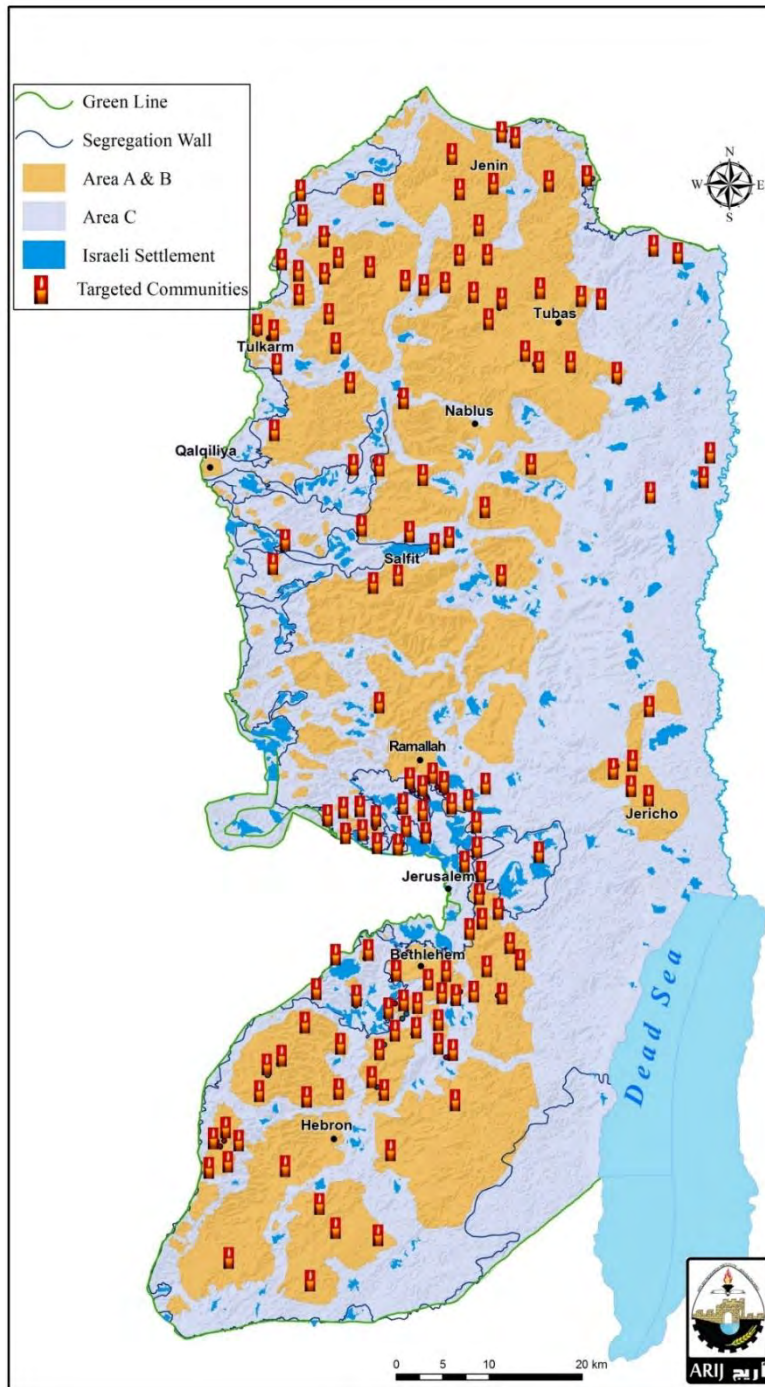 Green Line
Segregation Wall
Area A & B
Area C
Israeli Settlement
Targeted Communities
N
W
E
S
Jenin
Tubas
Tulkarm
Nablus
Qalqiliya
Salfit
Ramallah
Jericho
Jerusalem
Bethlehem
Dead Sea
Hebron
0 5 10 20 km
ARIJ أريج